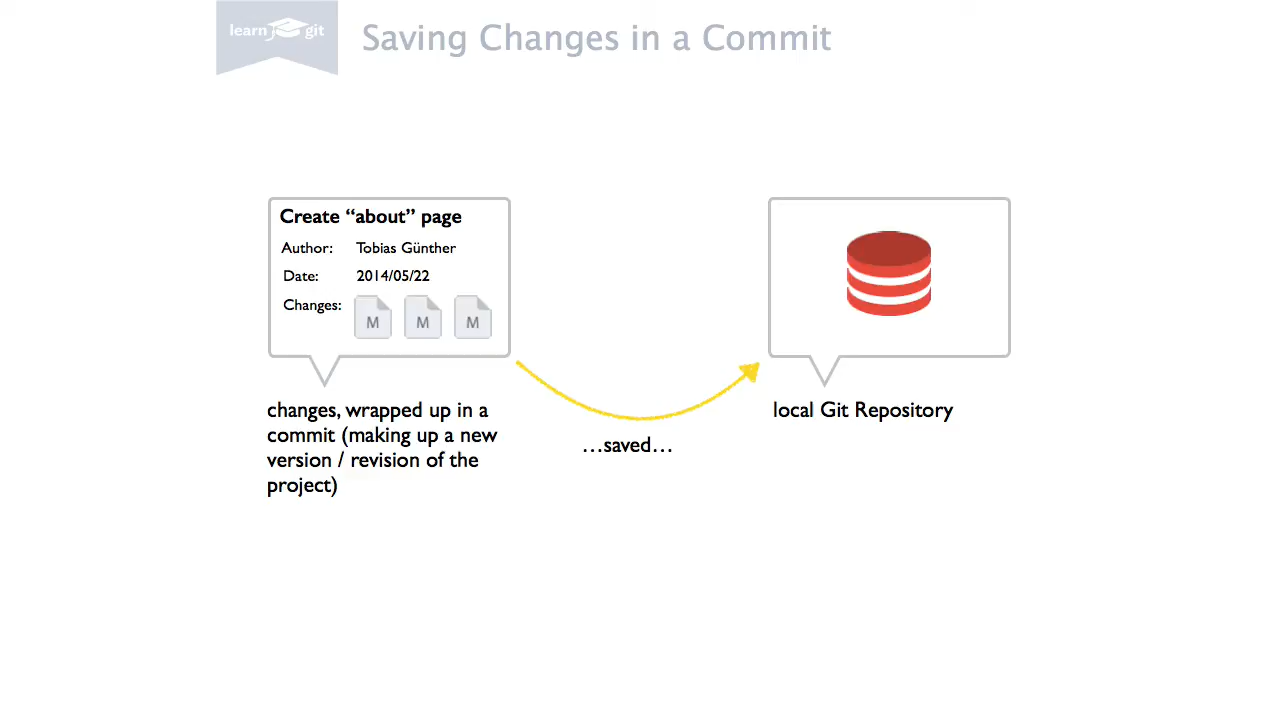 learn git
Saving Changes in a Commit
Create “about” page
Author: Tobias Günther
Date: 2014/05/22
Changes: M M M
changes, wrapped up in a
commit (making up a new
version / revision of the
project)
…saved…
local Git Repository